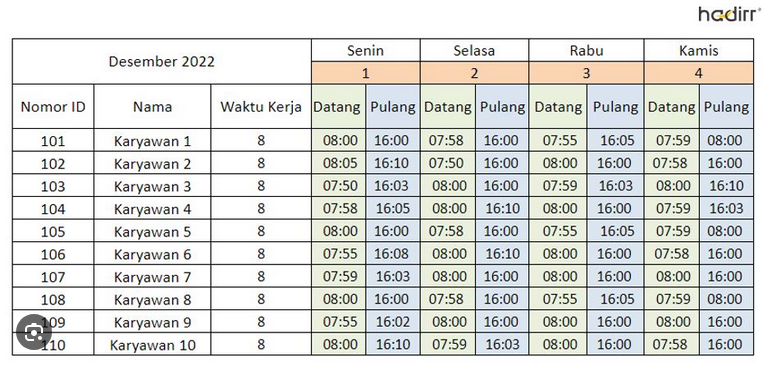 hadirr
Desember 2022 Senin Selasa Rabu Kamis
1 2 3 4
Nomor ID Nama Waktu Kerja Datang Pulang Datang Pulang Datang Pulang Datang Pulang
101 Karyawan 1 8 08:00 16:00 07:58 16:00 07:55 16:05 07:59 08:00
102 Karyawan 2 8 08:05 16:10 07:50 16:00 08:00 16:00 07:58 16:00
103 Karyawan 3 8 07:50 16:03 08:00 16:00 07:59 16:03 08:00 16:10
104 Karyawan 4 8 07:58 16:05 08:00 16:10 08:00 16:00 07:59 16:03
105 Karyawan 5 8 08:00 16:00 07:58 16:00 07:55 16:05 07:59 08:00
106 Karyawan 6 8 07:55 16:08 08:00 16:10 08:00 16:00 07:58 16:00
107 Karyawan 7 8 07:59 16:03 08:00 16:00 08:00 16:00 08:00 16:00
108 Karyawan 8 8 08:00 16:00 07:58 16:00 07:55 16:05 07:59 08:00
109 Karyawan 9 8 07:55 16:02 08:00 16:00 08:00 16:00 08:00 16:00
110 Karyawan 10 8 08:00 16:10 07:59 16:03 08:00 16:00 07:58 16:00